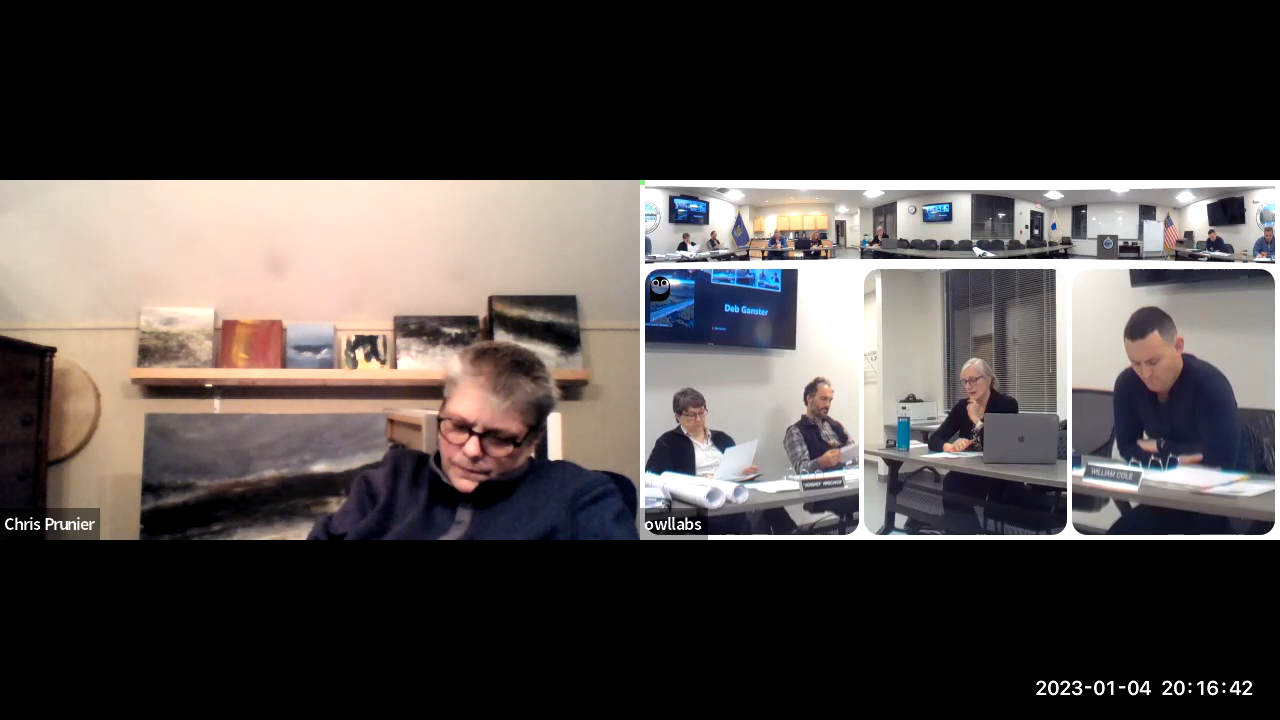 Deb Ganster
WILLIAM COLE
Chris Prunier
owllabs
2023-01-04 20:16:42